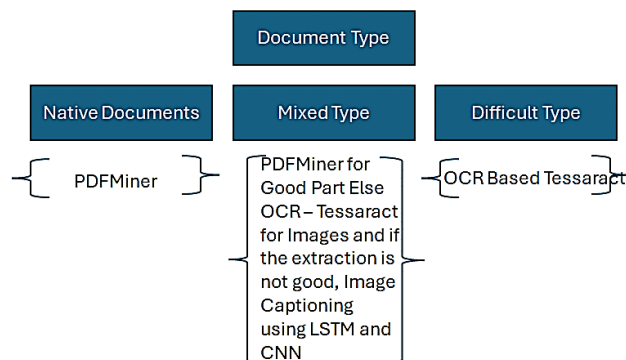 Document Type
Native Documents
Mixed Type
Difficult Type
PDFMiner
PDFMiner for
Good Part Else
OCR – Tessaract
for Images and if
the extraction is
not good, Image
Captioning
using LSTM and
CNN
OCR Based Tessaract